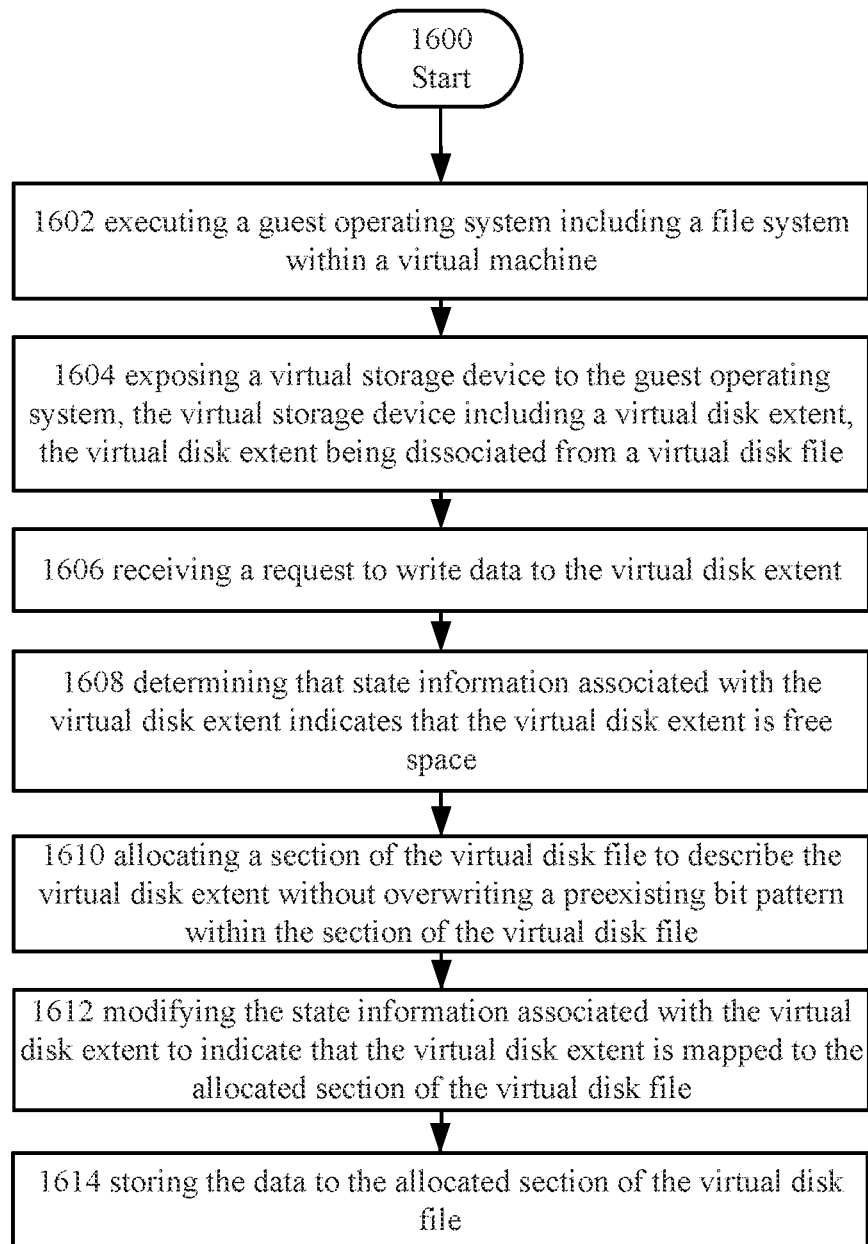 1600
Start
1602 executing a guest operating system including a file system
within a virtual machine
1604 exposing a virtual storage device to the guest operating
system, the virtual storage device including a virtual disk extent,
the virtual disk extent being dissociated from a virtual disk file
1606 receiving a request to write data to the virtual disk extent
1608 determining that state information associated with the
virtual disk extent indicates that the virtual disk extent is free
space
1610 allocating a section of the virtual disk file to describe the
virtual disk extent without overwriting a preexisting bit pattern
within the section of the virtual disk file
1612 modifying the state information associated with the virtual
disk extent to indicate that the virtual disk extent is mapped to the
allocated section of the virtual disk file
1614 storing the data to the allocated section of the virtual disk
file